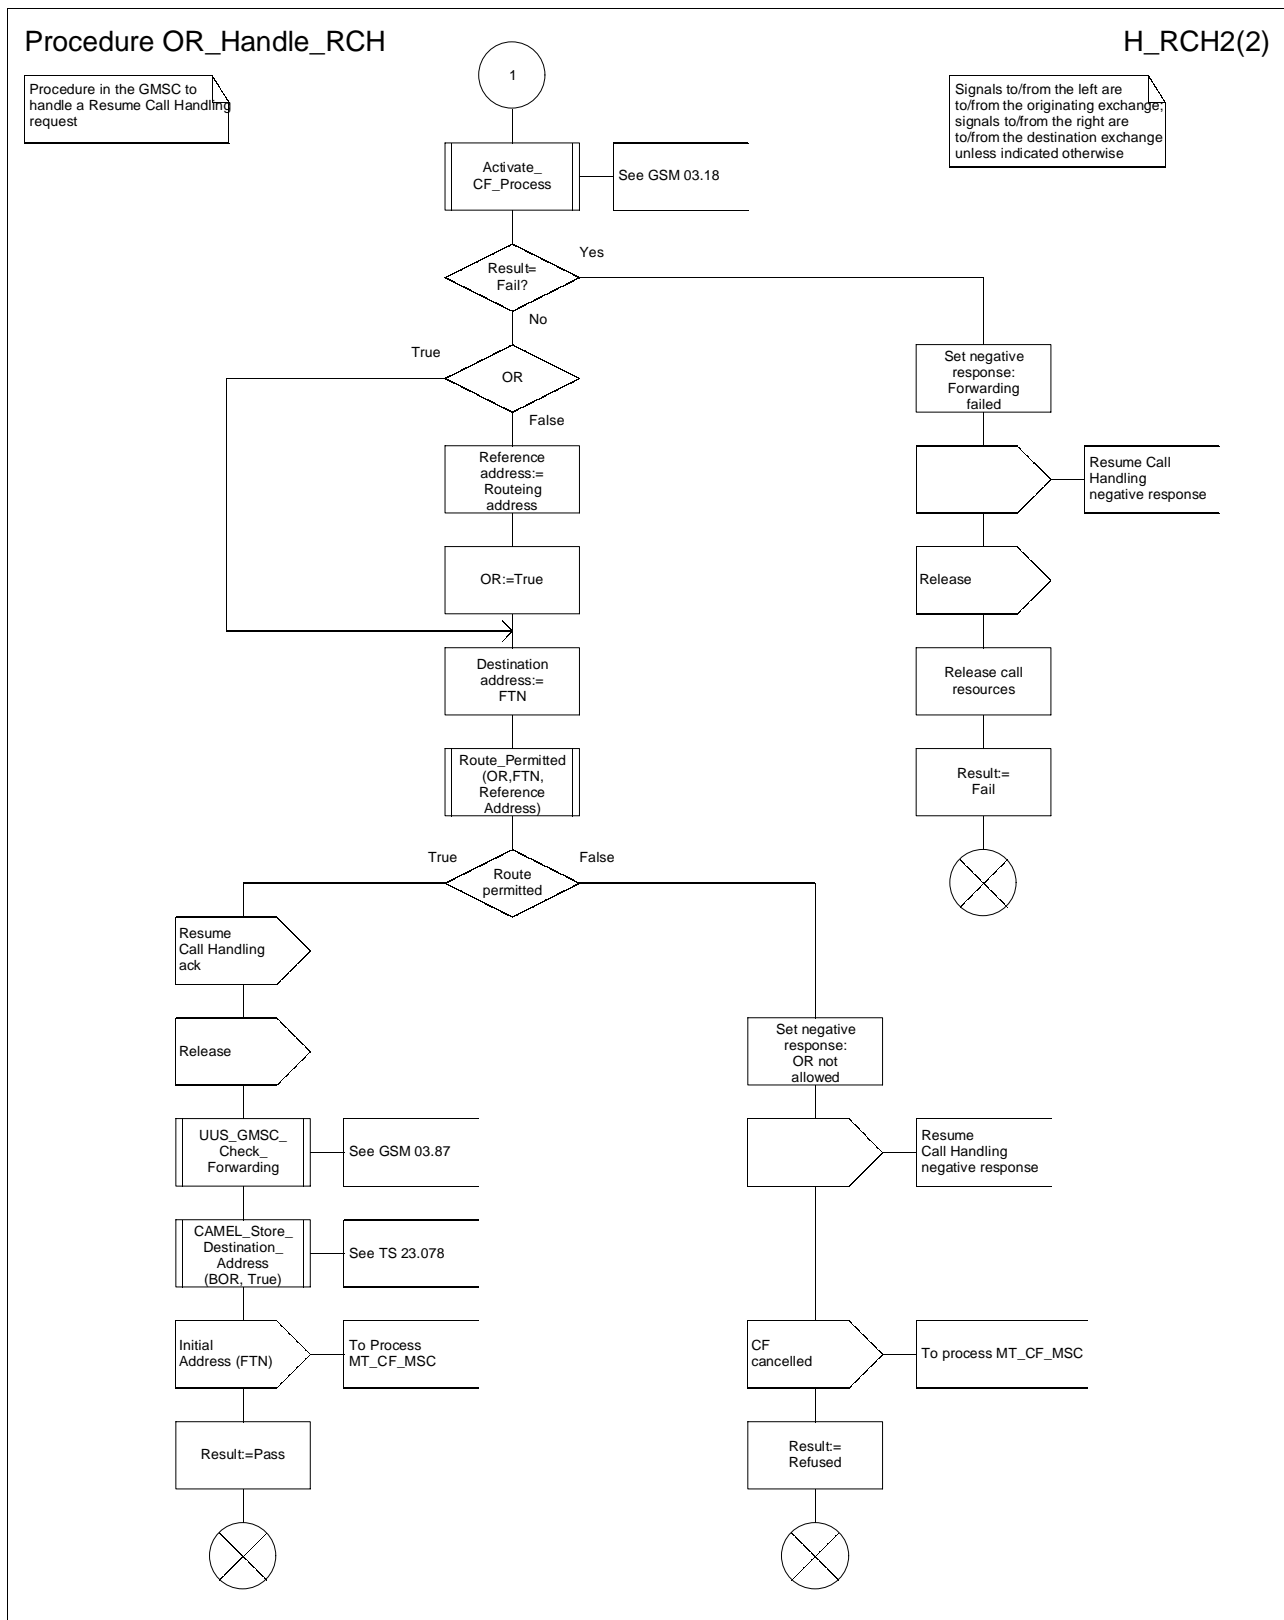 Procedure OR_Handle_RCH
H_RCH2(2)
Procedure in the GMSC to
handle a Resume Call Handling
request
1
Signals to/from the left are
to/from the originating exchange;
signals to/from the right are
to/from the destination exchange
unless indicated otherwise
Activate_
CF_Process
See GSM 03.18
Yes
Result=
Fail?
No
True
OR
False
Set negative
response:
Forwarding
failed
Reference
address:=
Routeing
address
Resume Call
Handling
negative response
OR:=True
Release
Destination
address:=
FTN
Release call
resources
Route_Permitted
(OR,FTN,
Reference
Address)
Result:=
Fail
True
False
Route
permitted
Resume
Call Handling
ack
Release
Set negative
response:
OR not
allowed
UUS_GMSC_
Check_
Forwarding
See GSM 03.87
Resume
Call Handling
negative response
CAMEL_Store_
Destination_
Address
(BOR, True)
See TS 23.078
Initial
Address (FTN)
To Process
MT_CF_MSC
CF
cancelled
To process MT_CF_MSC
Result:=Pass
Result:=
Refused